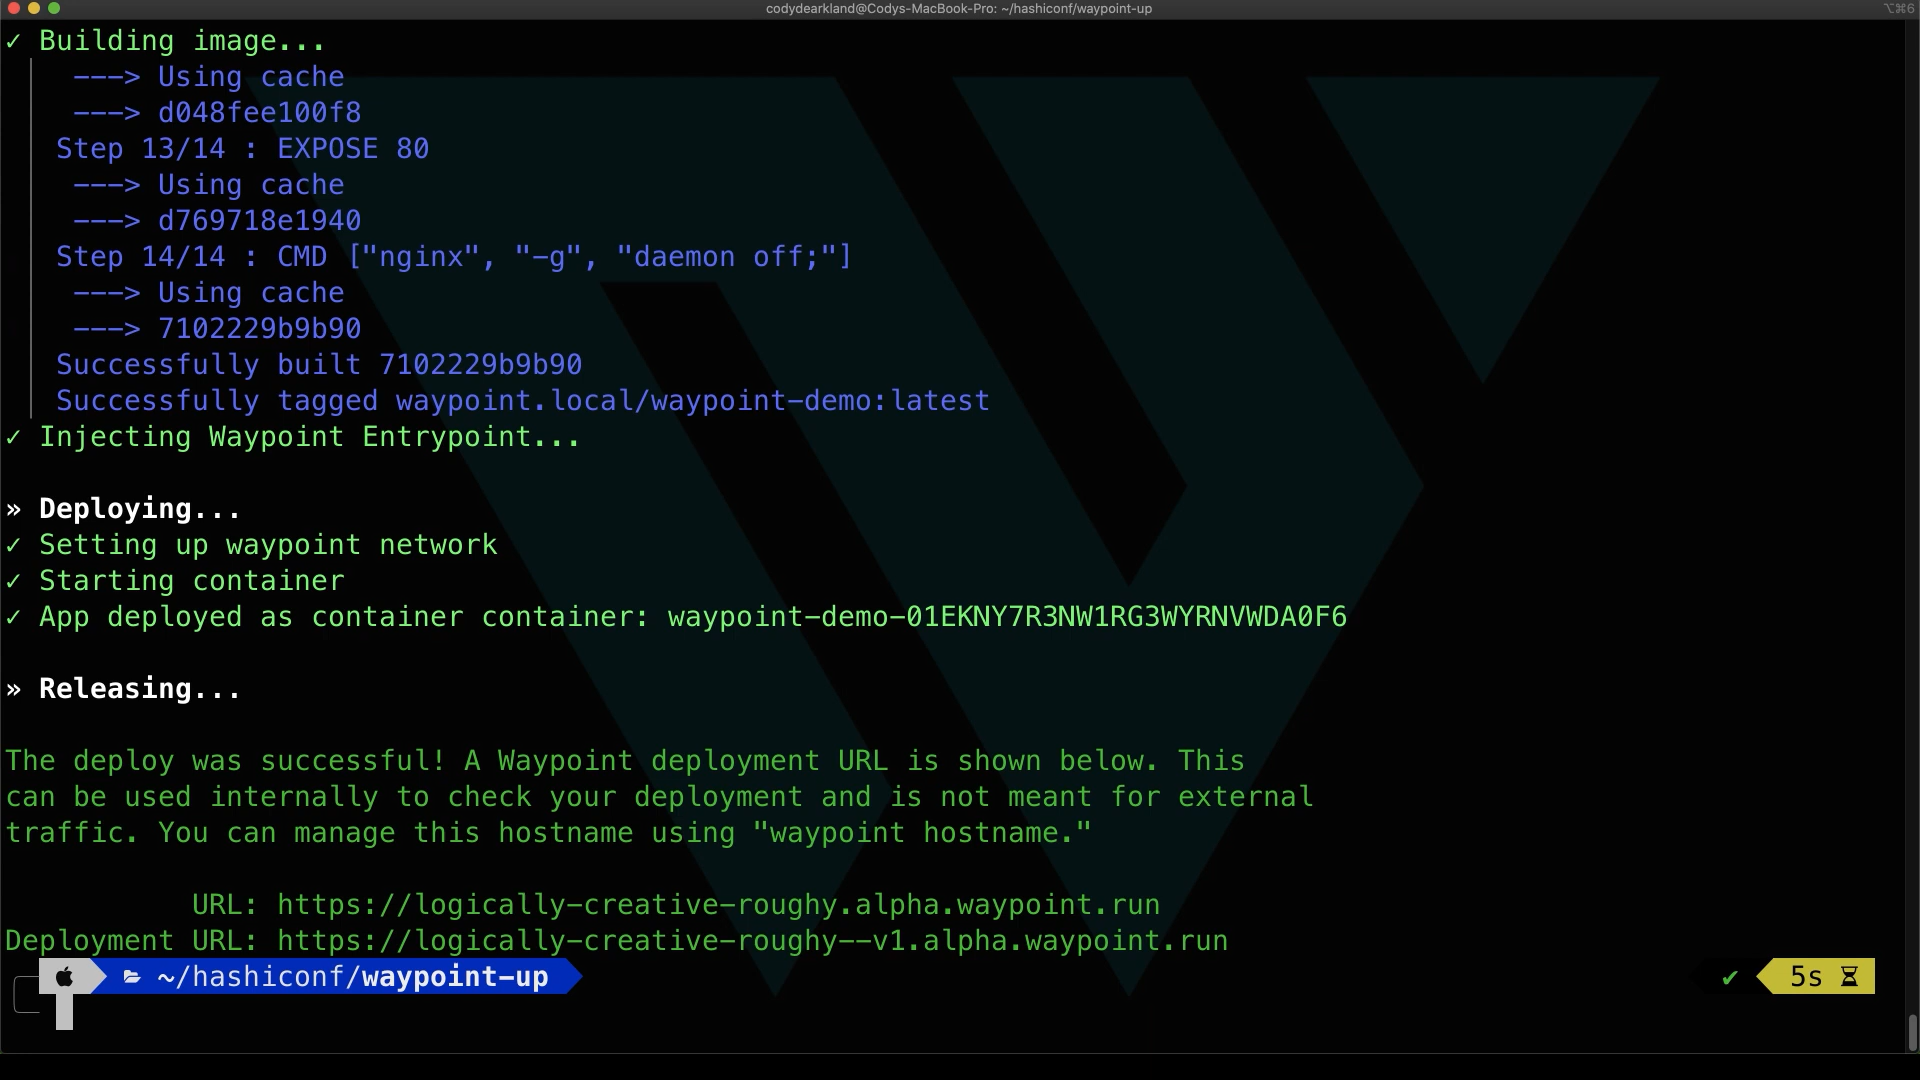 codydearkland@Codys-MacBook-Pro: ~/hashiconf/waypoint-up
⌥⌘6
✓ Building image...
---> Using cache
---> d048fee100f8
Step 13/14 : EXPOSE 80
---> Using cache
---> d769718e1940
Step 14/14 : CMD ["nginx", "-g", "daemon off;"]
---> Using cache
---> 7102229b9b90
Successfully built 7102229b9b90
Successfully tagged waypoint.local/waypoint-demo:latest
✓ Injecting Waypoint Entrypoint...
» Deploying...
✓ Setting up waypoint network
✓ Starting container
✓ App deployed as container container: waypoint-demo-01EKNY7R3NW1RG3WYRNVWDA0F6
» Releasing...
The deploy was successful! A Waypoint deployment URL is shown below. This
can be used internally to check your deployment and is not meant for external
traffic. You can manage this hostname using "waypoint hostname."
URL: https://logically-creative-roughy.alpha.waypoint.run
Deployment URL: https://logically-creative-roughy--v1.alpha.waypoint.run
~/hashiconf/waypoint-up
✔ 5s